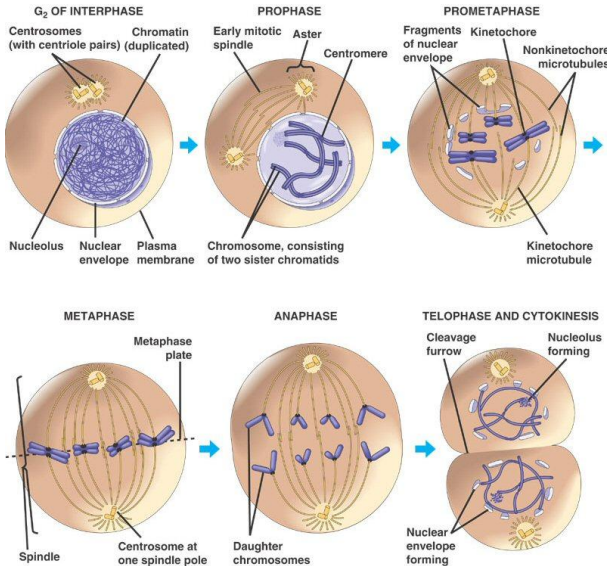 G₂ OF INTERPHASE
PROPHASE
PROMETAPHASE
Centrosomes
(with centriole pairs)
Chromatin
(duplicated)
Early mitotic
spindle
Aster
Centromere
Fragments
of nuclear
envelope
Kinetochore
Nonkinetochore
microtubules
Nucleolus
Nuclear
envelope
Plasma
membrane
Chromosome, consisting
of two sister chromatids
Kinetochore
microtubule
METAPHASE
ANAPHASE
TELOPHASE AND CYTOKINESIS
Metaphase
plate
Cleavage
furrow
Nucleolus
forming
Spindle
Centrosome at
one spindle pole
Daughter
chromosomes
Nuclear
envelope
forming